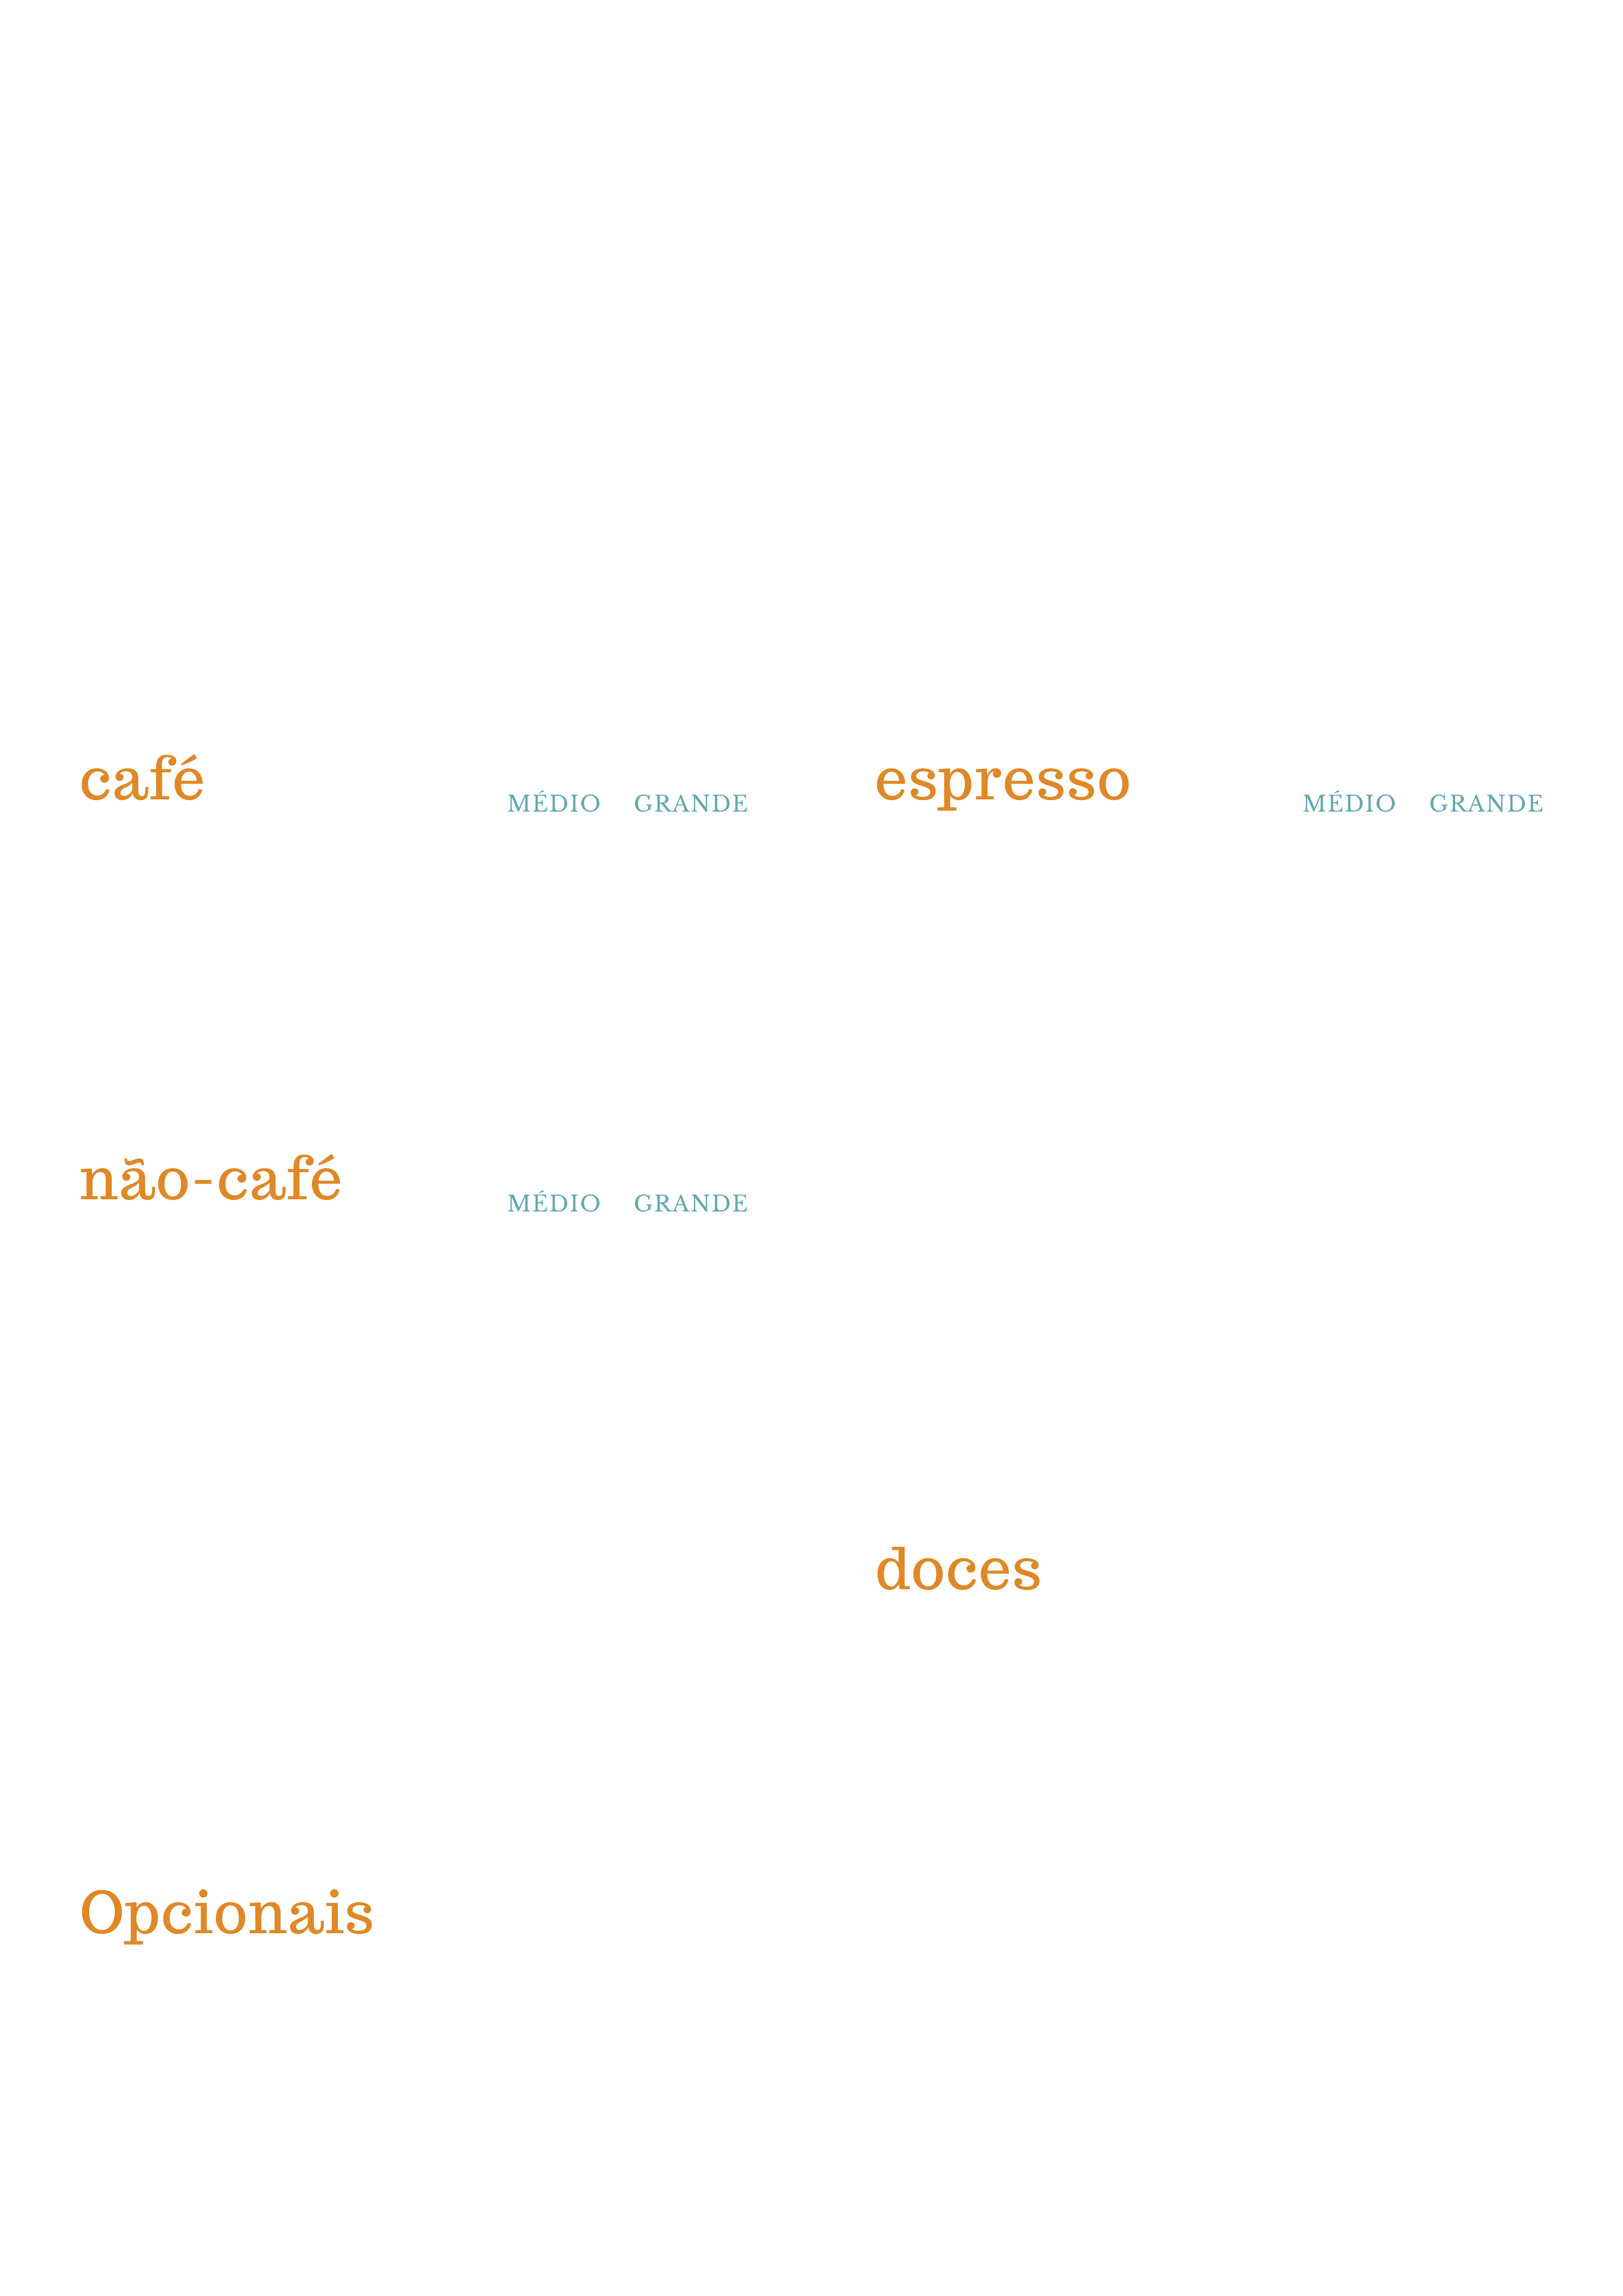 café MÉDIO GRANDE
não-café MÉDIO GRANDE
Opcionais
espresso MÉDIO GRANDE
doces